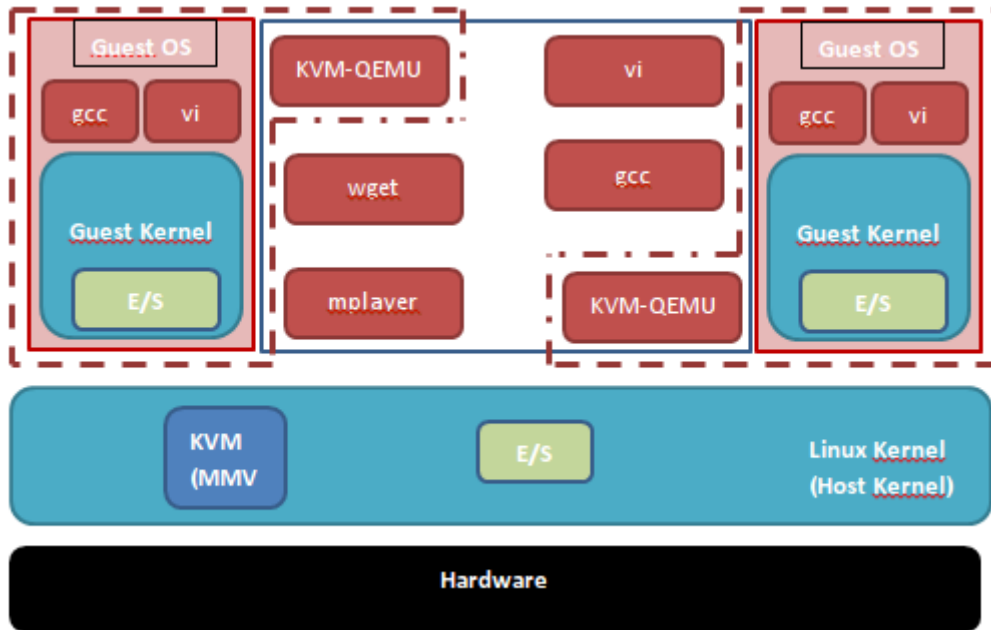 Guest OS
gcc
vi
Guest Kernel
E/S
KVM-QEMU
wget
mplaver
vi
gcc
KVM-QEMU
Guest OS
gcc
vi
Guest Kernel
E/S
KVM
(MMV
E/S
Linux Kernel
(Host Kernel)
Hardware